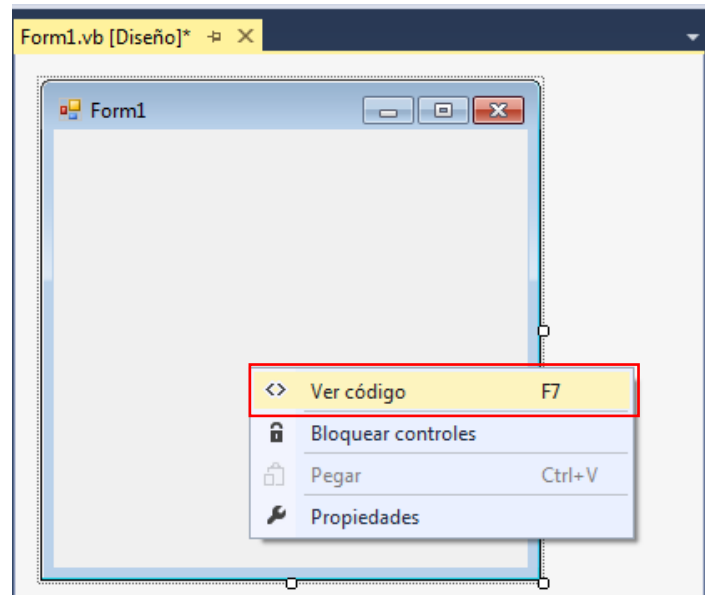 Form1.vb [Diseño]*
Form1
Ver código F7
Bloquear controles
Pegar Ctrl+V
Propiedades